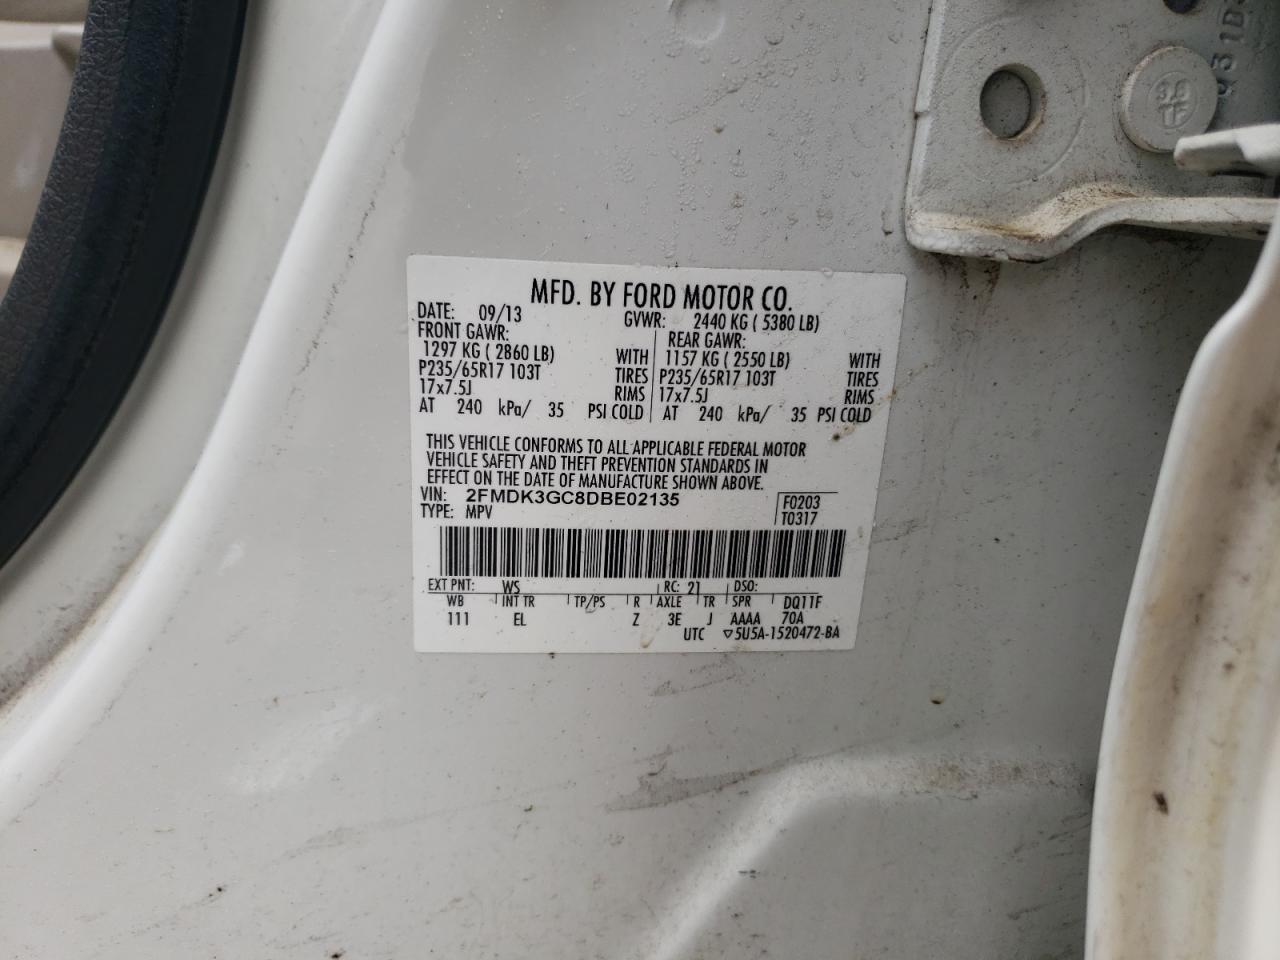 MFD. BY FORD MOTOR CO.
DATE: 09/13 GVWR: 2440 KG ( 5380 LB)
FRONT GAWR: REAR GAWR:
1297 KG ( 2860 LB) WITH 1157 KG ( 2550 LB) WITH
P235/65R17 103T TIRES P235/65R17 103T TIRES
17x7.5J RIMS 17x7.5J RIMS
AT 240 kPa/ 35 PSI COLD AT 240 kPa/ 35 PSI COLD
THIS VEHICLE CONFORMS TO ALL APPLICABLE FEDERAL MOTOR
VEHICLE SAFETY AND THEFT PREVENTION STANDARDS IN
EFFECT ON THE DATE OF MANUFACTURE SHOWN ABOVE.
VIN: 2FMDK3GC8DBE02135 F0203
TYPE: MPV T0317
EXT PNT: WS RC: 21 DSO:
WB INT TR TP/PS R AXLE TR SPR DQ11F
111 EL Z 3E J AAAA 70A
UTC ▽5U5A-1520472-BA